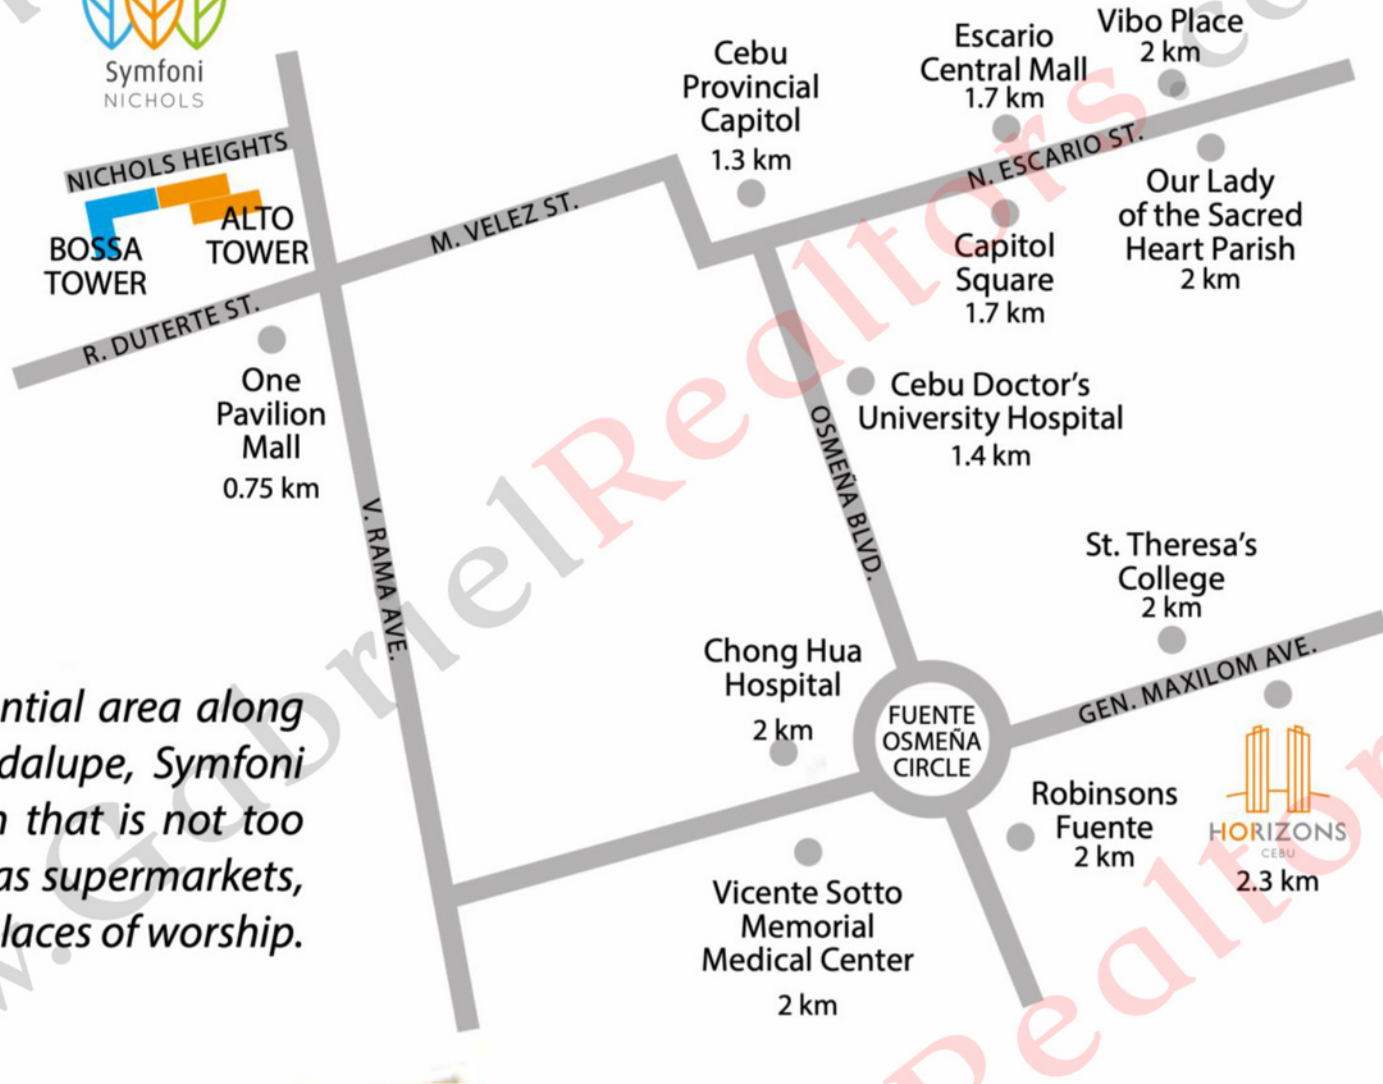 Symfoni
NICHOLS
NICHOLS HEIGHTS
BOSSA
TOWER
ALTO
TOWER
R. DUTERTE ST.
M. VELEZ ST.
One
Pavilion
Mall
0.75 km
V. RAMA AVE.
Cebu
Provincial
Capitol
1.3 km
Escario
Central Mall
1.7 km
Vibo Place
2 km
N. ESCARIO ST.
Our Lady
of the Sacred
Heart Parish
2 km
Capitol
Square
1.7 km
Cebu Doctor's
University Hospital
1.4 km
OSMEÑA BLVD.
St. Theresa's
College
2 km
GEN. MAXILOM AVE.
Chong Hua
Hospital
2 km
FUENTE
OSMEÑA
CIRCLE
Robinsons
Fuente
2 km
HORIZONS
CEBU
2.3 km
Vicente Sotto
Memorial
Medical Center
2 km
ntial area along
dalupe, Symfoni
n that is not too
as supermarkets,
laces of worship.
w.GabrielRealtors.co
Realtor